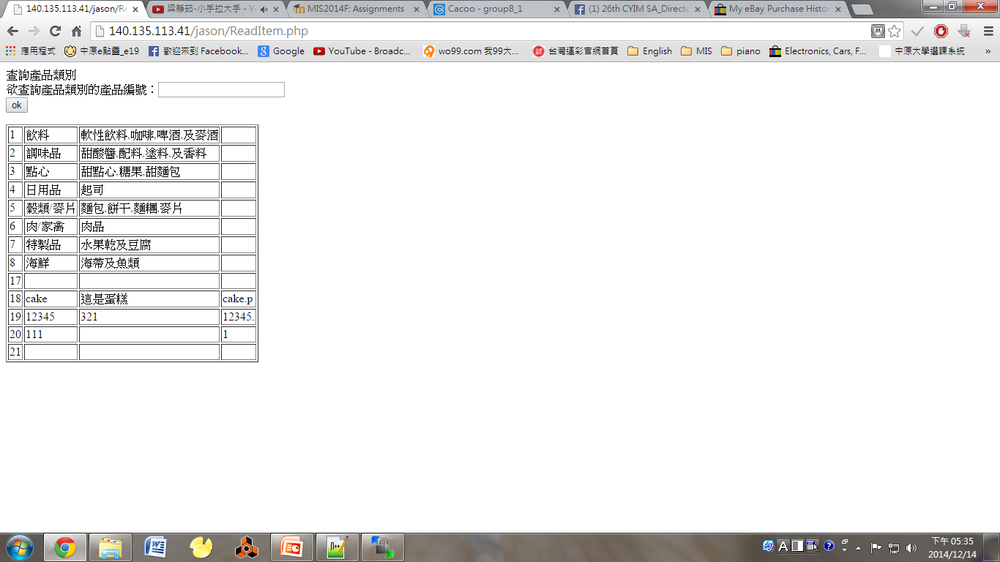 140.135.113.41/jason/Re
梁靜茹-小手拉大手 - Y
MIS2014F: Assignments
Cacoo - group8_1
(1) 26th CYIM SA_Directo
My eBay Purchase Histor
140.135.113.41/jason/ReadItem.php
應用程式
中原e點靈_e19
歡迎來到 Facebook...
Google
YouTube - Broadc...
wo99.com 我99大...
台灣運彩官網首頁
English
MIS
piano
Electronics, Cars, F...
中原大學選課系統
»
查詢產品類別
欲查詢產品類別的產品編號：
ok
1 飲料 軟性飲料,咖啡,啤酒,及麥酒
2 調味品 甜酸醬,配料,塗料,及香料
3 點心 甜點心,糖果,甜麵包
4 日用品 起司
5 穀類/麥片 麵包,餅干,麵糰,麥片
6 肉/家禽 肉品
7 特製品 水果乾及豆腐
8 海鮮 海帶及魚類
17
18 cake 這是蛋糕 cake.p
19 12345 321 12345.
20 111 1
21
A
下午 05:35
2014/12/14